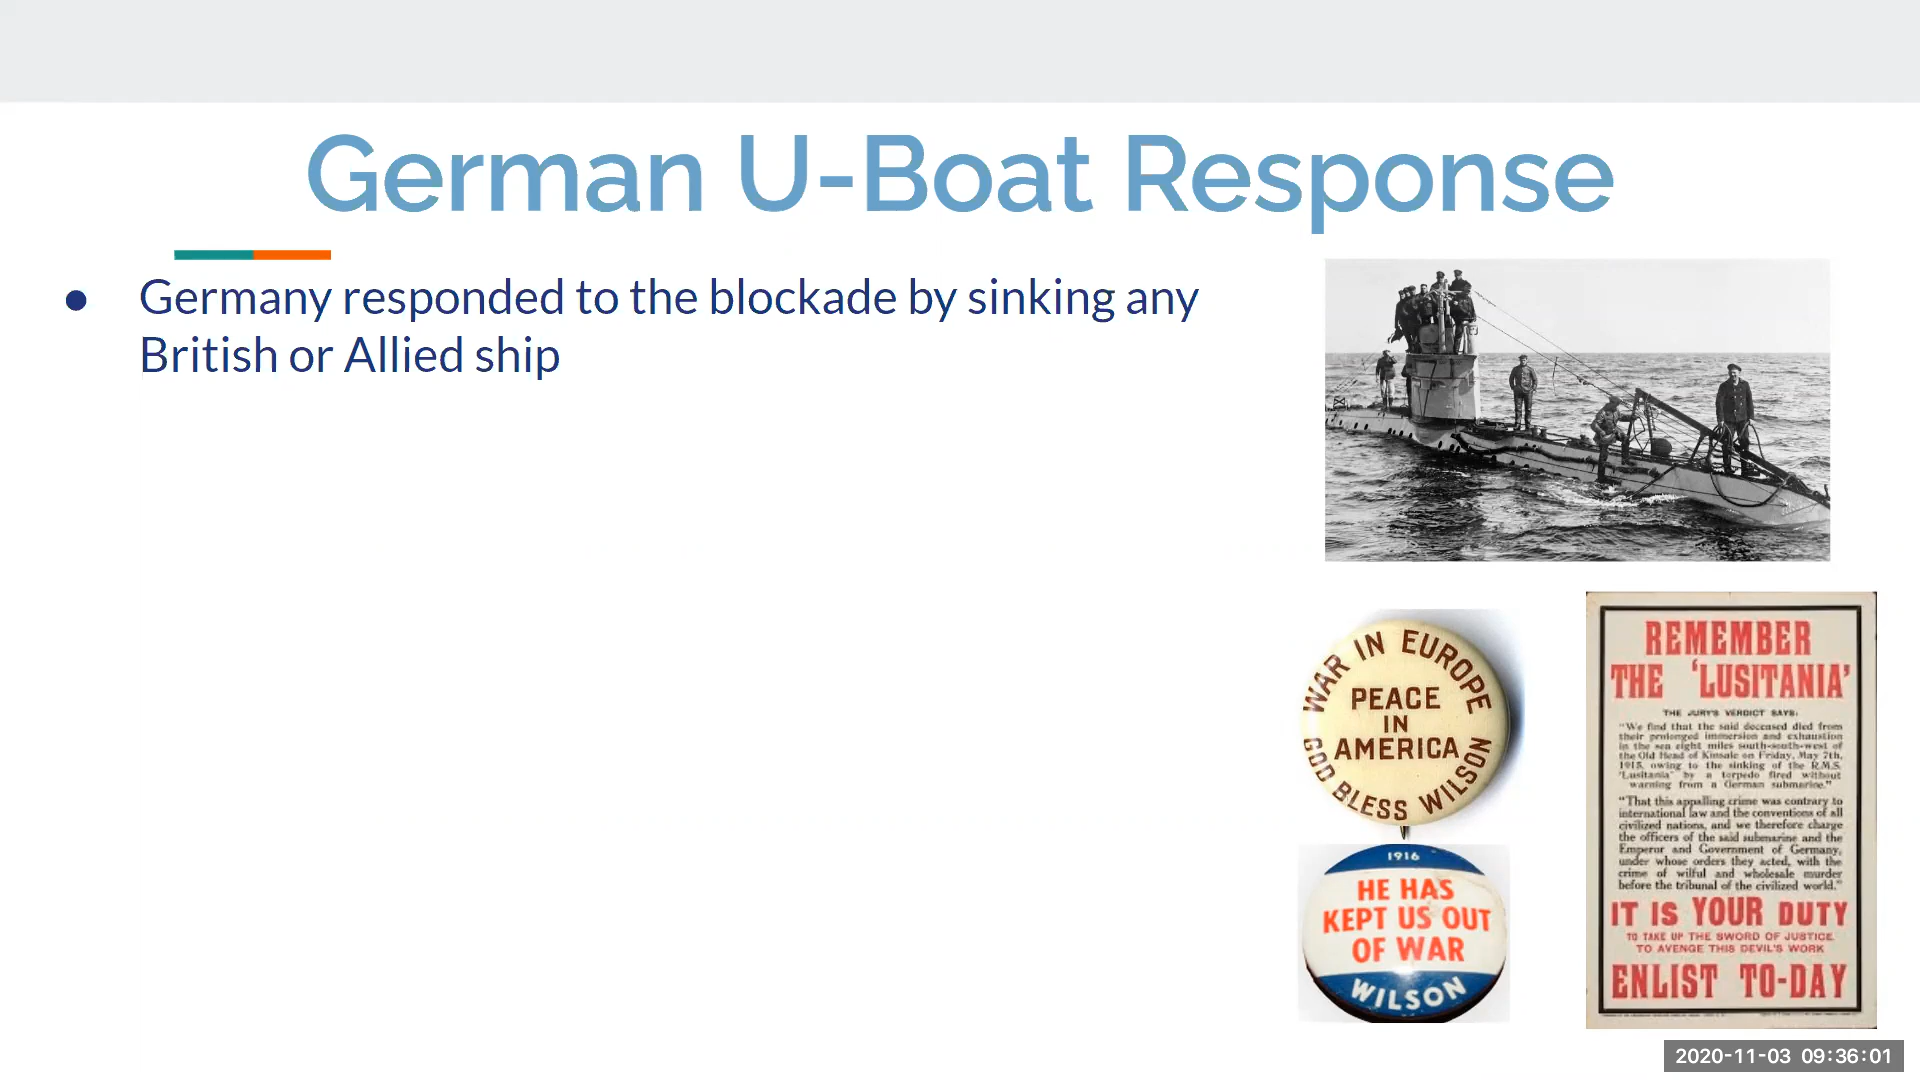 German U-Boat Response
● Germany responded to the blockade by sinking any
British or Allied ship
WAR IN EUROPE
PEACE
IN
AMERICA
GOD BLESS WILSON
1916
HE HAS
KEPT US OUT
OF WAR
WILSON
REMEMBER
THE 'LUSITANIA'
THE JURY'S VERDICT SAYS:
"We find that the said deceased died from
their prolonged immersion and exhaustion
in the sea eight miles south-south-west of
the Old Head of Kinsale on Friday, May 7th,
1915, owing to the sinking of the R.M.S.
'Lusitania' by a torpedo fired without
warning from a German submarine."
"That this appalling crime was contrary to
international law and the conventions of all
civilized nations, and we therefore charge
the officers of the said submarine and the
Emperor and Government of Germany,
under whose orders they acted, with the
crime of wilful and wholesale murder
before the tribunal of the civilized world."
IT IS YOUR DUTY
TO TAKE UP THE SWORD OF JUSTICE
TO AVENGE THIS DEVIL'S WORK
ENLIST TO-DAY
2020-11-03 09:36:01